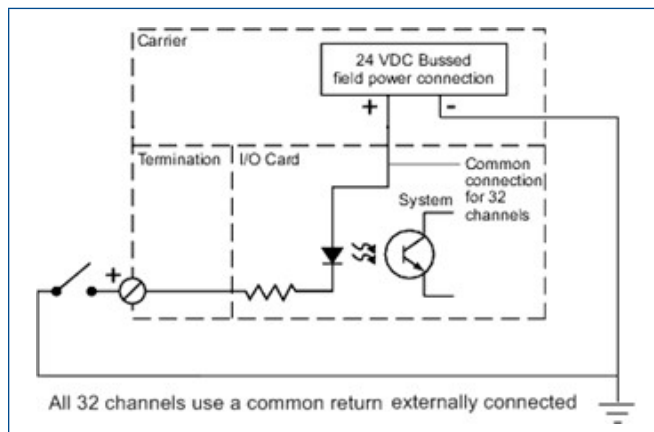 Carrier
24 VDC Bussed
field power connection
+
-
Termination
I/O Card
Common
connection
for 32
channels
System
+
All 32 channels use a common return externally connected